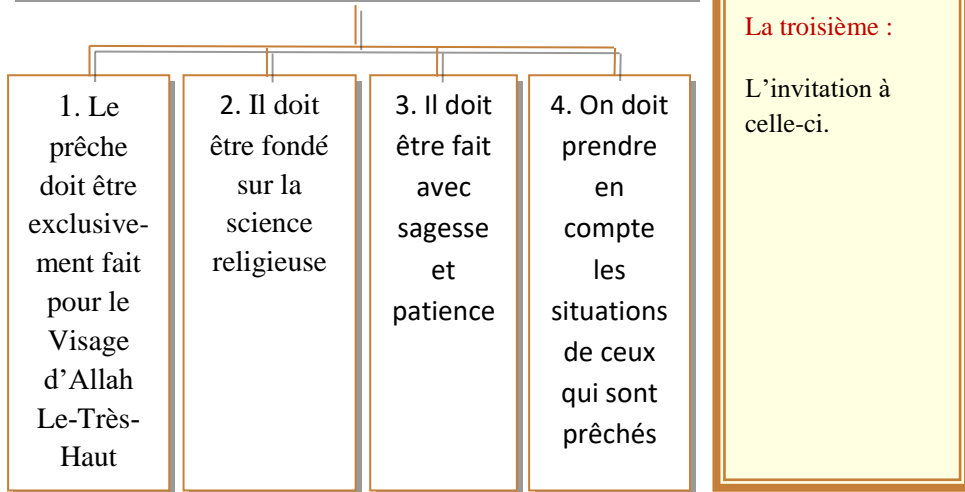 1. Le
prêche
doit être
exclusive-
ment fait
pour le
Visage
d’Allah
Le-Très-
Haut
2. Il doit
être fondé
sur la
science
religieuse
3. Il doit
être fait
avec
sagesse
et
patience
4. On doit
prendre
en
compte
les
situations
de ceux
qui sont
prêchés
La troisième :
L’invitation à
celle-ci.